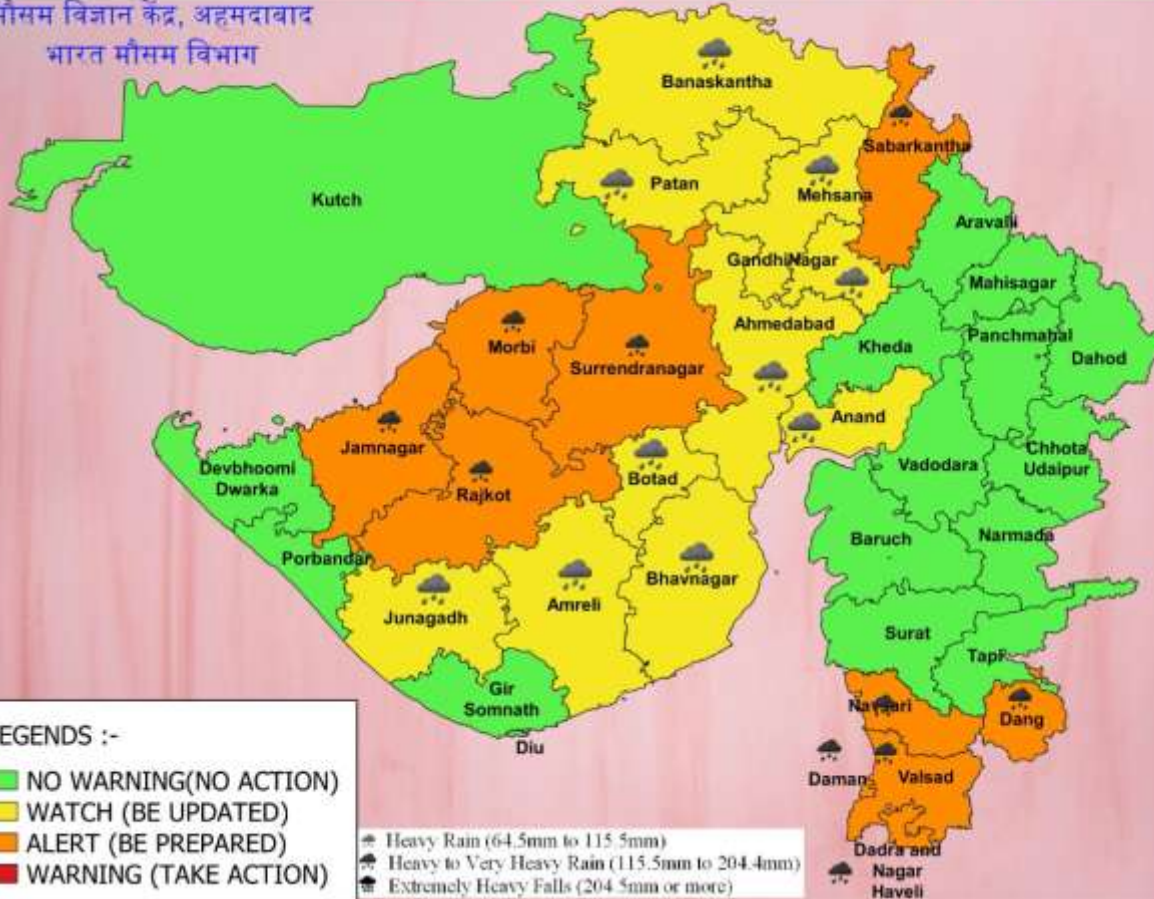 मौसम विज्ञान केंद्र, अहमदाबाद
भारत मौसम विभाग
Banaskantha
Sabarkantha
Kutch
Patan
Mehsana
Aravalli
GandhiNagar
Mahisagar
Ahmedabad
Panchmahal
Morbi
Kheda
Dahod
Surrendranagar
Anand
Jamnagar
Chhota
Udaipur
Devbhoomi
Dwarka
Botad
Vadodara
Rajkot
Baruch
Narmada
Porbandar
Bhavnagar
Junagadh
Amreli
Surat
Tapi
Gir
Somnath
Navsari
Dang
Diu
Daman
Valsad
Dadra and
Nagar
Haveli
EGENDS :-
NO WARNING(NO ACTION)
WATCH (BE UPDATED)
ALERT (BE PREPARED)
WARNING (TAKE ACTION)
Heavy Rain (64.5mm to 115.5mm)
Heavy to Very Heavy Rain (115.5mm to 204.4mm)
Extremely Heavy Falls (204.5mm or more)